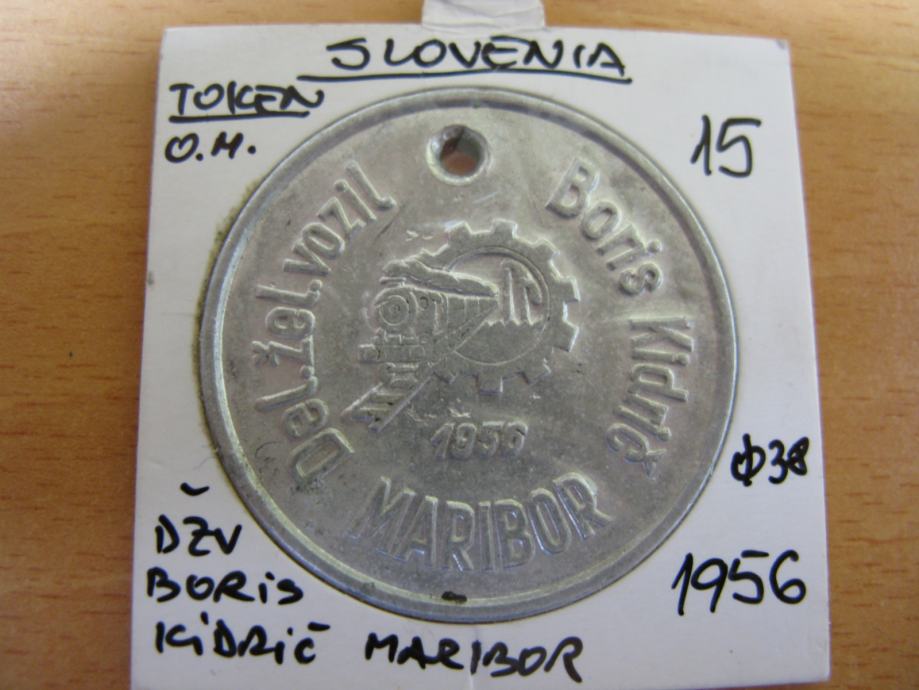 SLOVENIA
TOKEN
O.M.
15
Del.žel.vozil
Boris Kidrič
1956
MARIBOR
Φ38
DŽV
BORiS
KiDRiČ MARIBOR
1956